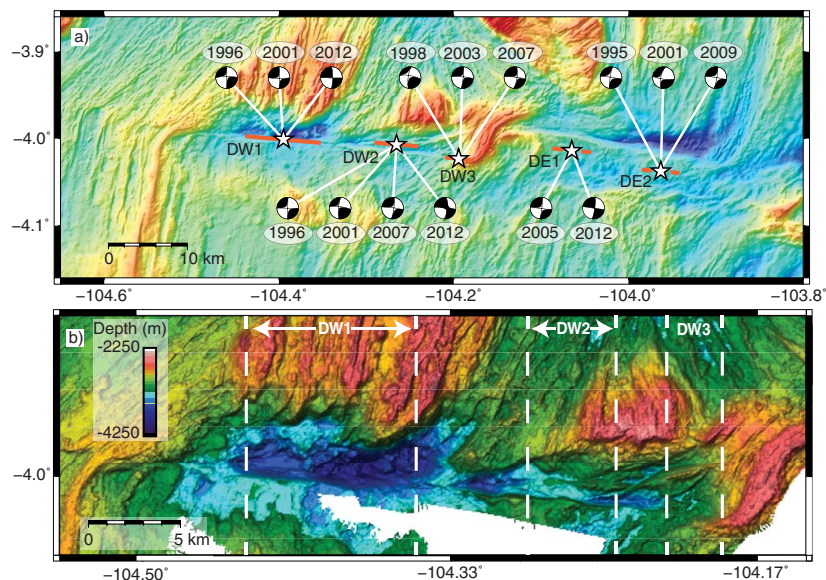 a)
−3.9
−4.0
−4.1
1996 2001 2012 1998 2003 2007 1995 2001 2009
DW1 DW2 DW3 DE1 DE2
1996 2001 2007 2012 2005 2012
0 10 km
−104.6 −104.4 −104.2 −104.0 −103.8
b)
Depth (m)
-2250
-4250
DW1 DW2 DW3
−4.0
0 5 km
−104.50 −104.33 −104.17